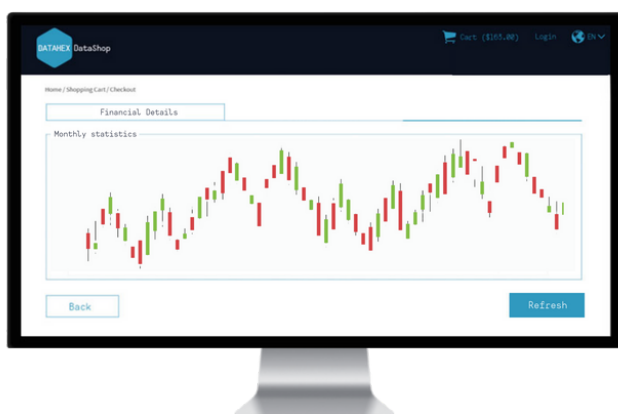 DATAHEX DataShop
Cart ($163.00) Login EN
Home / Shopping Cart / Checkout
Financial Details
Monthly statistics
Back
Refresh